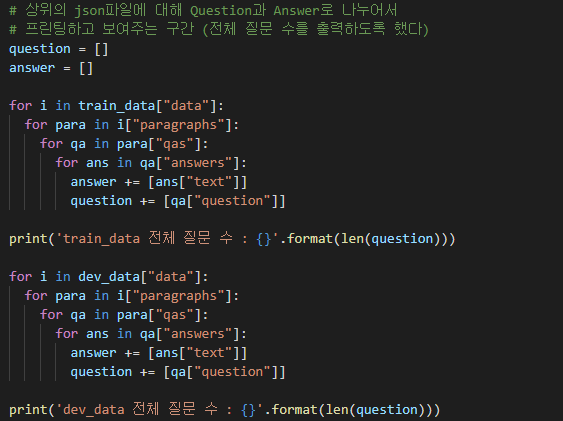 # 상위의 json파일에 대해 Question과 Answer로 나누어서
# 프린팅하고 보여주는 구간 (전체 질문 수를 출력하도록 했다)
question = []
answer = []

for i in train_data["data"]:
  for para in i["paragraphs"]:
    for qa in para["qas"]:
      for ans in qa["answers"]:
        answer += [ans["text"]]
        question += [qa["question"]]

print('train_data 전체 질문 수 : {}'.format(len(question)))

for i in dev_data["data"]:
  for para in i["paragraphs"]:
    for qa in para["qas"]:
      for ans in qa["answers"]:
        answer += [ans["text"]]
        question += [qa["question"]]

print('dev_data 전체 질문 수 : {}'.format(len(question)))